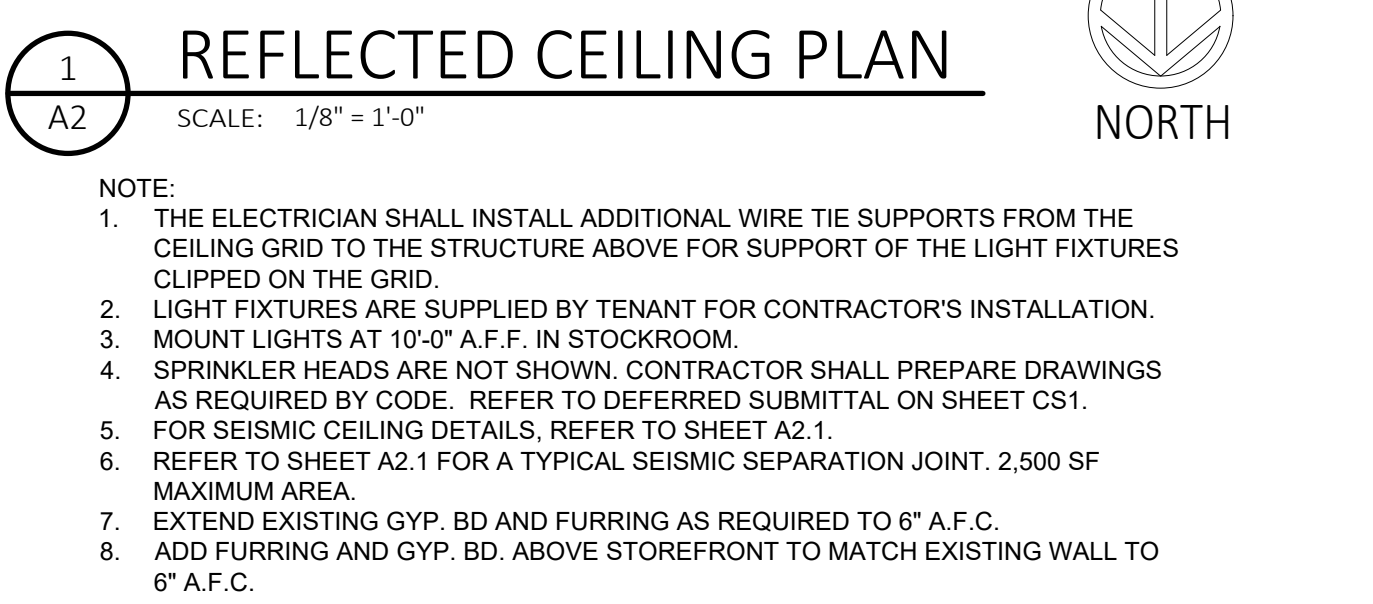 1
A2
REFLECTED CEILING PLAN
SCALE: 1/8" = 1'-0"
NORTH
NOTE:
1. THE ELECTRICIAN SHALL INSTALL ADDITIONAL WIRE TIE SUPPORTS FROM THE
CEILING GRID TO THE STRUCTURE ABOVE FOR SUPPORT OF THE LIGHT FIXTURES
CLIPPED ON THE GRID.
2. LIGHT FIXTURES ARE SUPPLIED BY TENANT FOR CONTRACTOR'S INSTALLATION.
3. MOUNT LIGHTS AT 10'-0" A.F.F. IN STOCKROOM.
4. SPRINKLER HEADS ARE NOT SHOWN. CONTRACTOR SHALL PREPARE DRAWINGS
AS REQUIRED BY CODE. REFER TO DEFERRED SUBMITTAL ON SHEET CS1.
5. FOR SEISMIC CEILING DETAILS, REFER TO SHEET A2.1.
6. REFER TO SHEET A2.1 FOR A TYPICAL SEISMIC SEPARATION JOINT. 2,500 SF
MAXIMUM AREA.
7. EXTEND EXISTING GYP. BD AND FURRING AS REQUIRED TO 6" A.F.C.
8. ADD FURRING AND GYP. BD. ABOVE STOREFRONT TO MATCH EXISTING WALL TO
6" A.F.C.